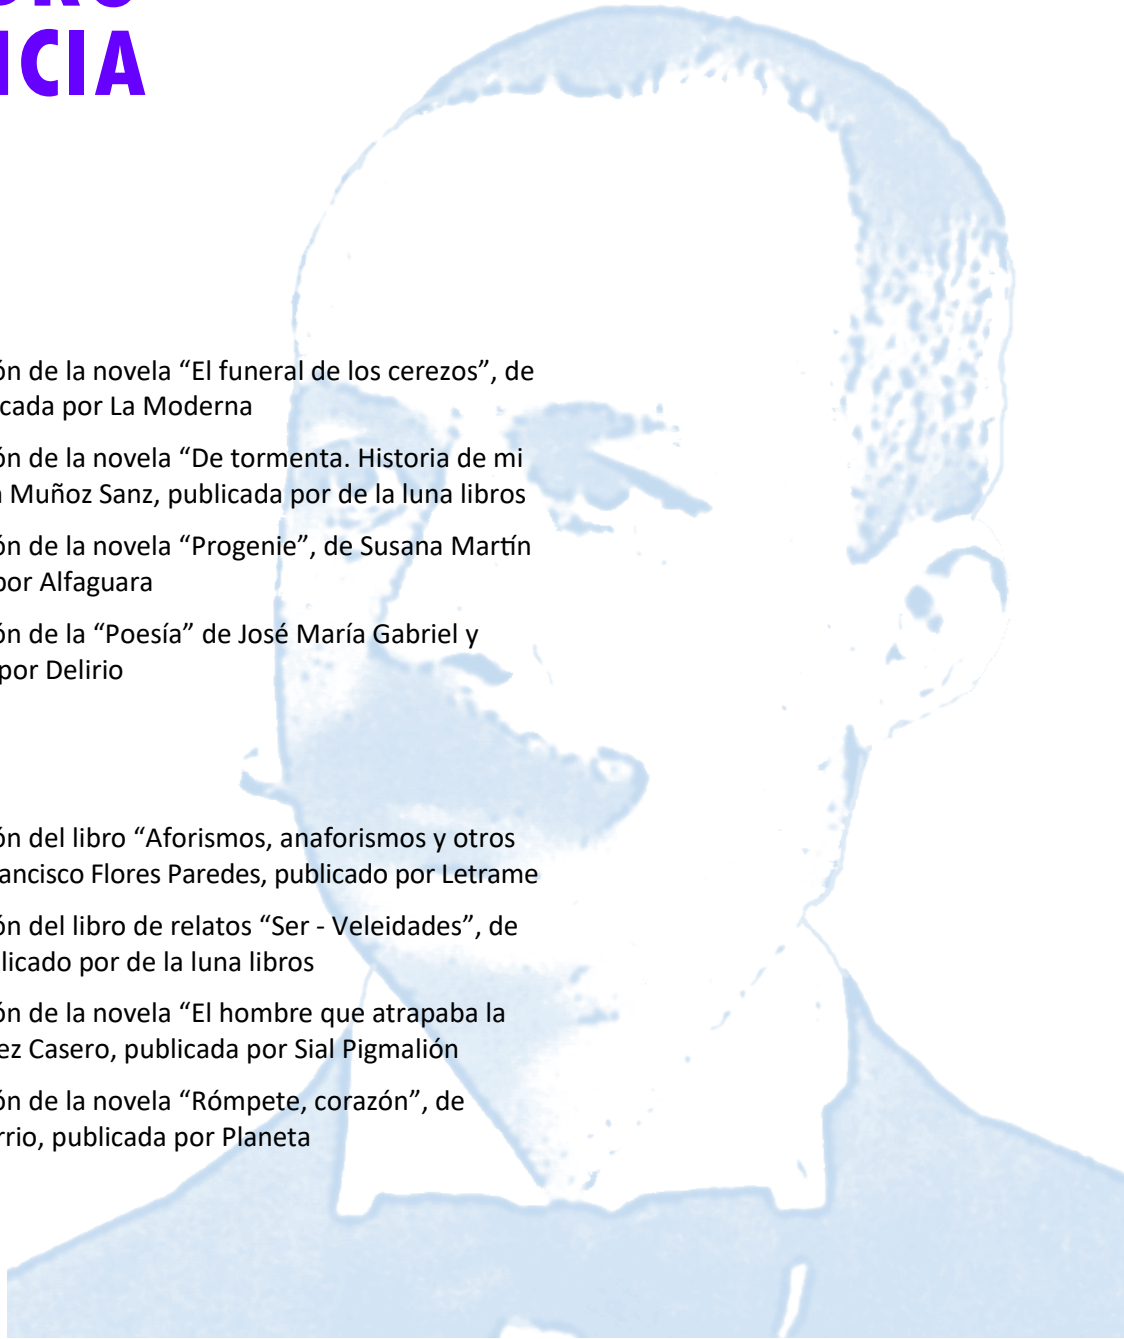 NCIA
ón de la novela “El funeral de los cerezos”, de
cada por La Moderna
ón de la novela “De tormenta. Historia de mi
Muñoz Sanz, publicada por de la luna libros
ón de la novela “Progenie”, de Susana Martín
por Alfaguara
ón de la “Poesía” de José María Gabriel y
por Delirio
ón del libro “Aforismos, anaforismos y otros
ancisco Flores Paredes, publicado por Letrame
ón del libro de relatos “Ser - Veleidades”, de
licado por de la luna libros
ón de la novela “El hombre que atrapaba la
ez Casero, publicada por Sial Pigmalión
ón de la novela “Rómpete, corazón”, de
rrio, publicada por Planeta